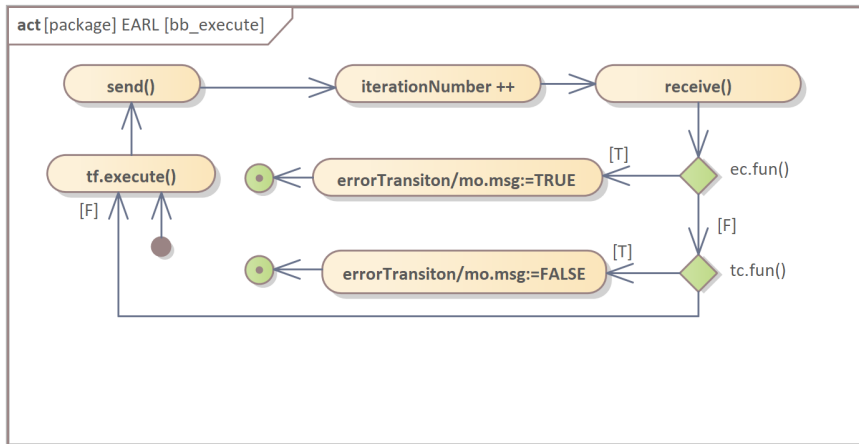 act [package] EARL [bb_execute]
send()
iterationNumber ++
receive()
tf.execute()
[T]
errorTransiton/mo.msg:=TRUE
ec.fun()
[F]
[F]
[T]
errorTransiton/mo.msg:=FALSE
tc.fun()